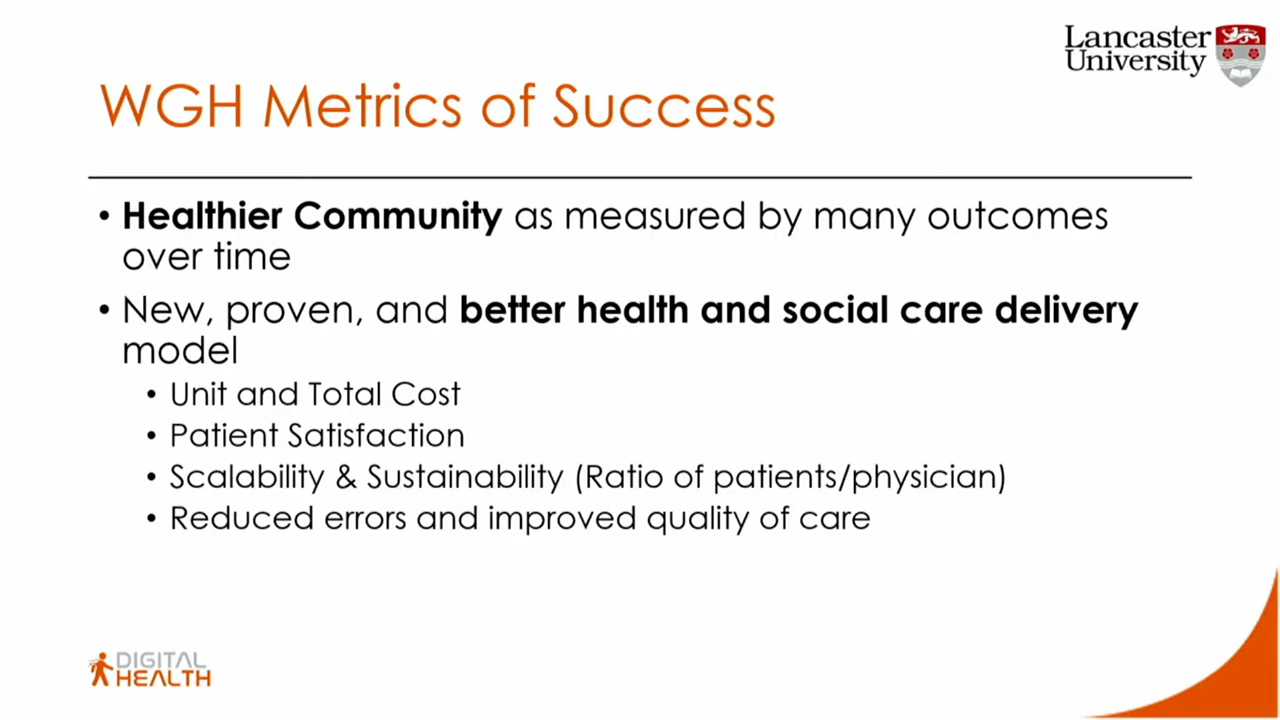 Lancaster
University
WGH Metrics of Success
• Healthier Community as measured by many outcomes
over time
• New, proven, and better health and social care delivery
model
• Unit and Total Cost
• Patient Satisfaction
• Scalability & Sustainability (Ratio of patients/physician)
• Reduced errors and improved quality of care
DIGITAL
HEALTH